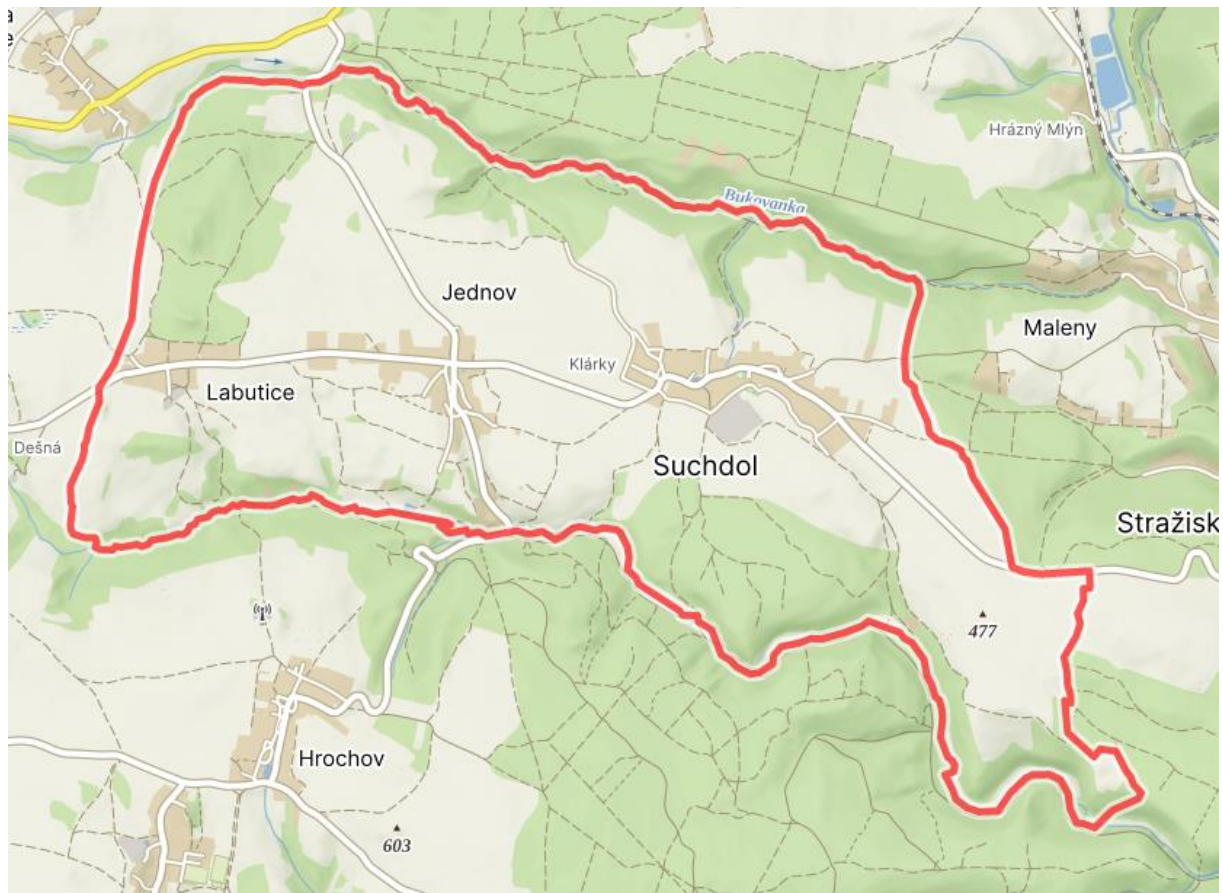 a
e
Hrázný Mlýn
Bukovanka
Jednov
Maleny
Klárky
Labutice
Dešná
Suchdol
Stražisk
477
Hrochov
603